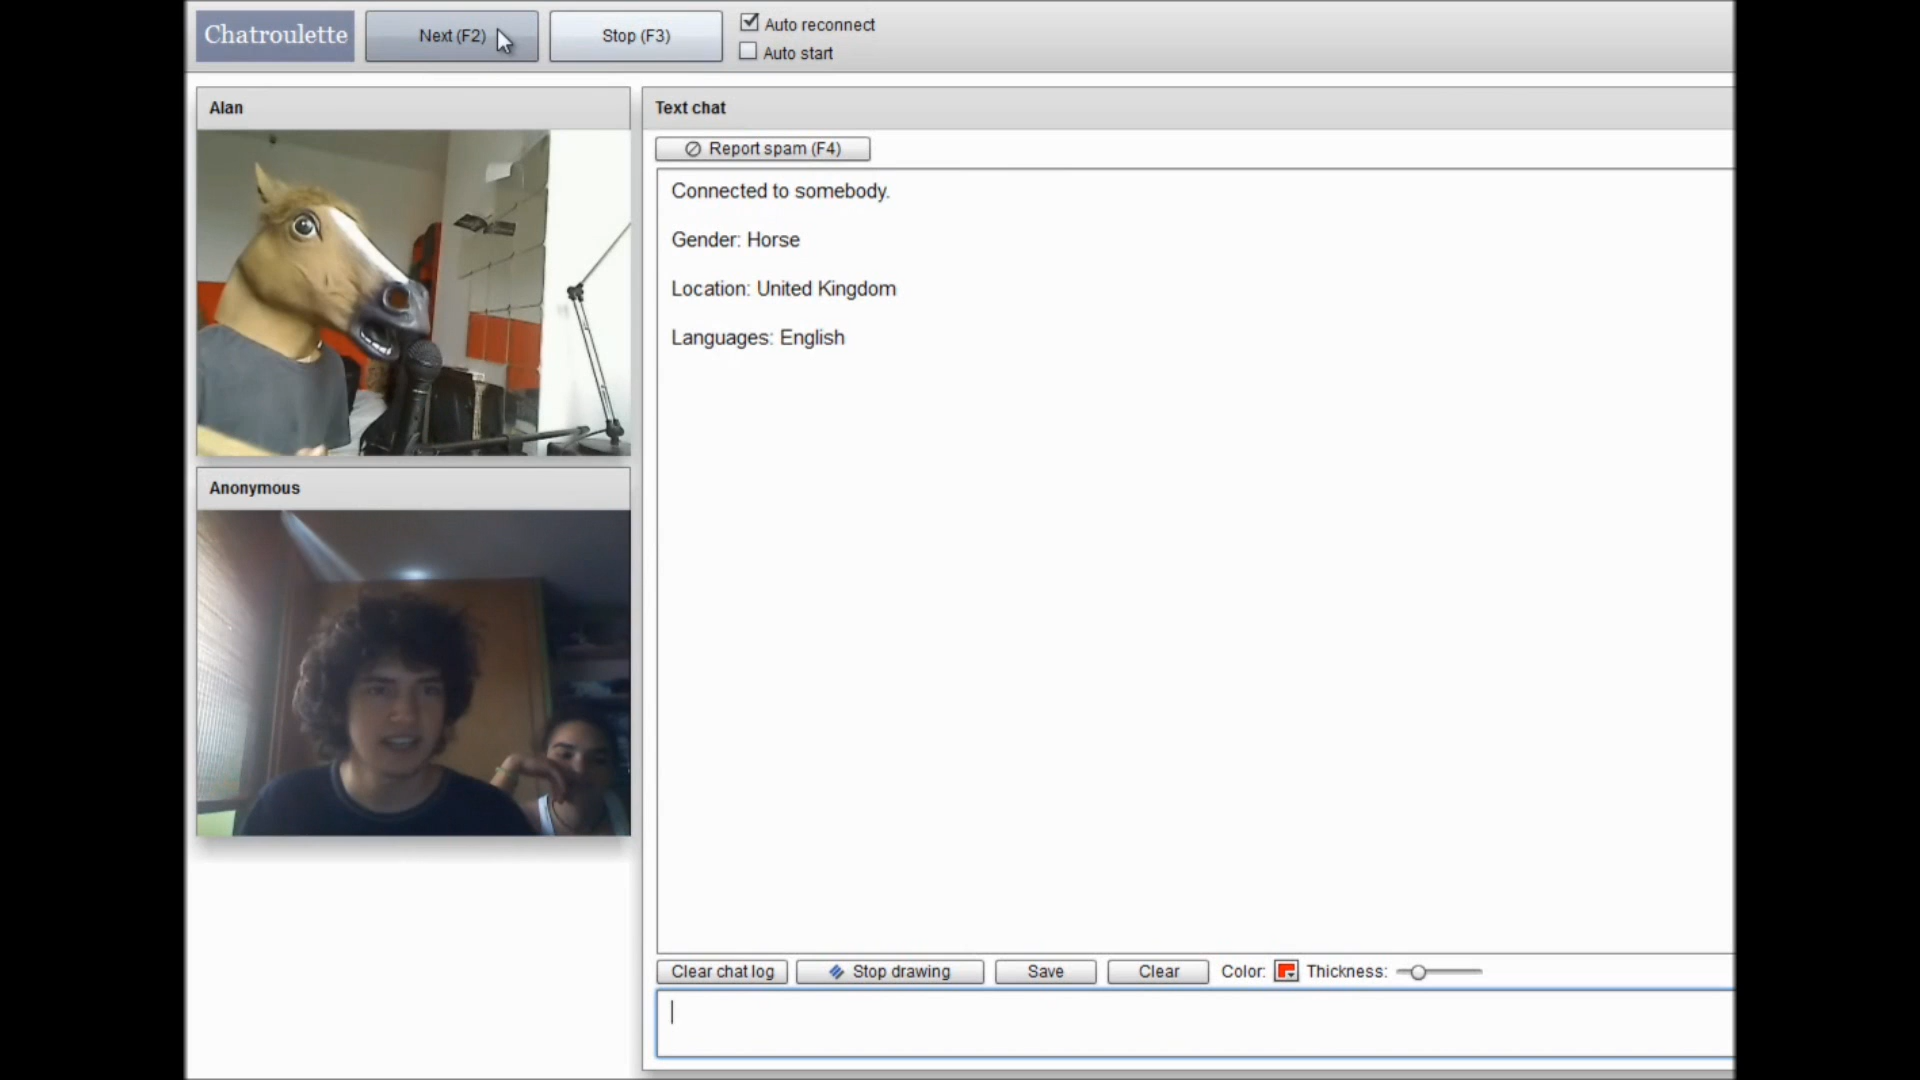 Chatroulette
Next (F2)
Stop (F3)
Auto reconnect
Auto start
Alan
Text chat
Report spam (F4)
Connected to somebody.
Gender: Horse
Location: United Kingdom
Languages: English
Anonymous
Clear chat log
Stop drawing
Save
Clear
Color:
Thickness: